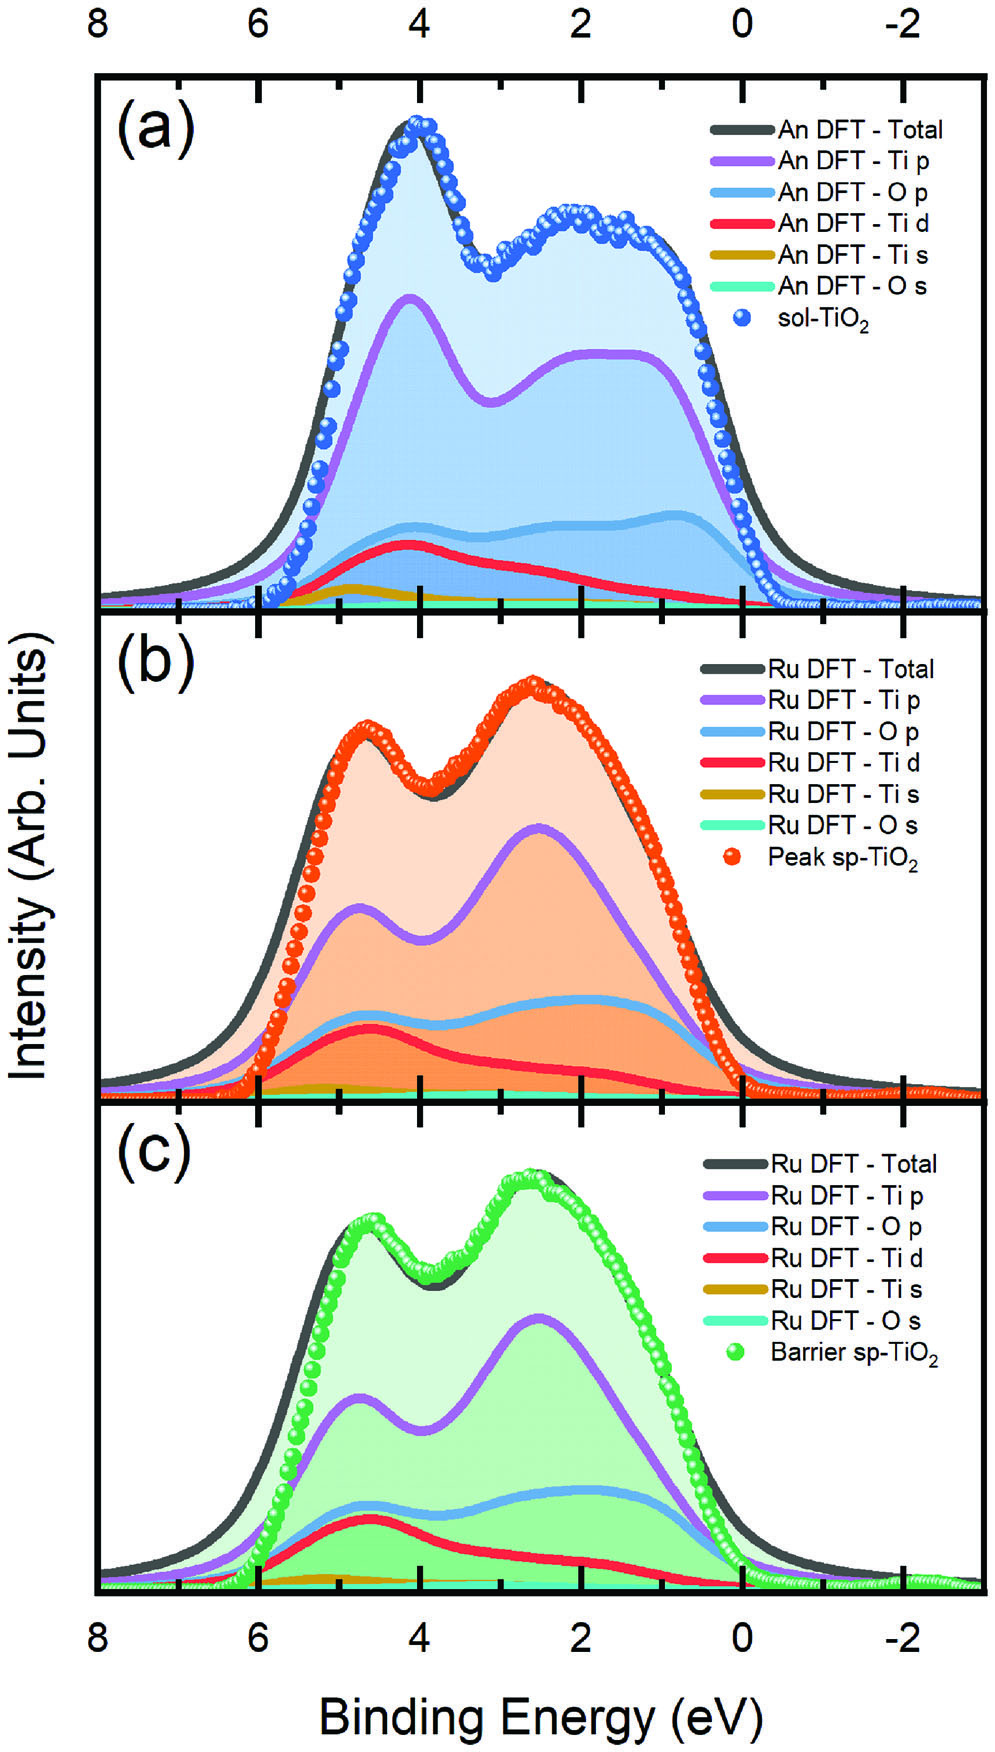 8 6 4 2 0 -2
(a)
An DFT - Total
An DFT - Ti p
An DFT - O p
An DFT - Ti d
An DFT - Ti s
An DFT - O s
sol-TiO₂
(b)
Ru DFT - Total
Ru DFT - Ti p
Ru DFT - O p
Ru DFT - Ti d
Ru DFT - Ti s
Ru DFT - O s
Peak sp-TiO₂
Intensity (Arb. Units)
(c)
Ru DFT - Total
Ru DFT - Ti p
Ru DFT - O p
Ru DFT - Ti d
Ru DFT - Ti s
Ru DFT - O s
Barrier sp-TiO₂
8 6 4 2 0 -2
Binding Energy (eV)